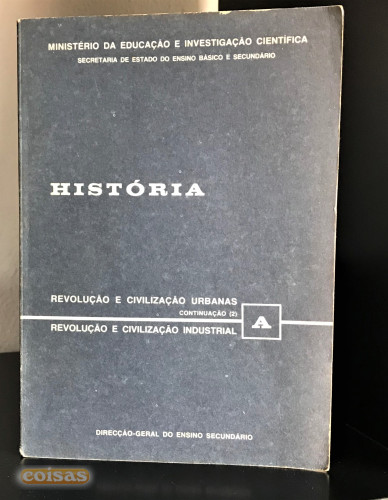 MINISTÉRIO DA EDUCAÇÃO E INVESTIGAÇÃO CIENTÍFICA
SECRETARIA DE ESTADO DO ENSINO BÁSICO E SECUNDÁRIO
HISTÓRIA
REVOLUÇÃO E CIVILIZAÇÃO URBANAS
CONTINUAÇÃO (2)
A
REVOLUÇÃO E CIVILIZAÇÃO INDUSTRIAL
DIRECÇÃO-GERAL DO ENSINO SECUNDÁRIO
coisas